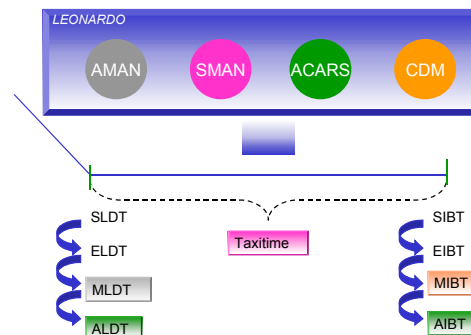 LEONARDO
AMAN SMAN ACARS CDM
SLDT SIBT
Taxitime
ELDT EIBT
MLDT MIBT
ALDT AIBT